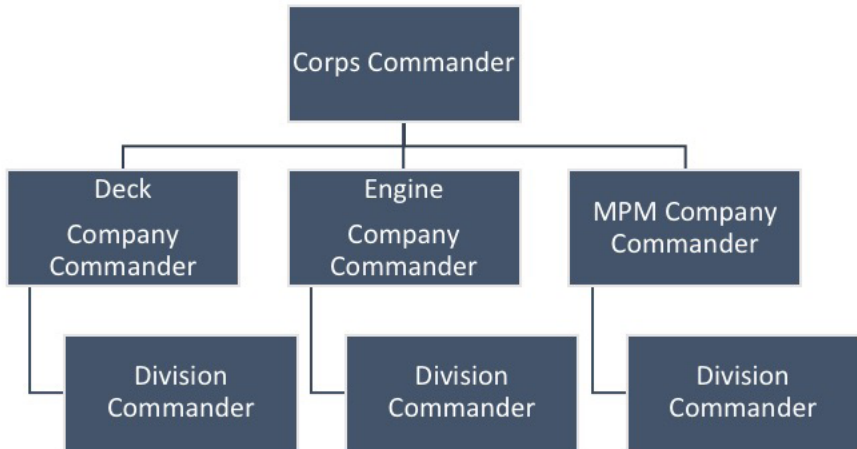 Corps Commander
Deck
Company
Commander
Engine
Company
Commander
MPM Company
Commander
Division
Commander
Division
Commander
Division
Commander